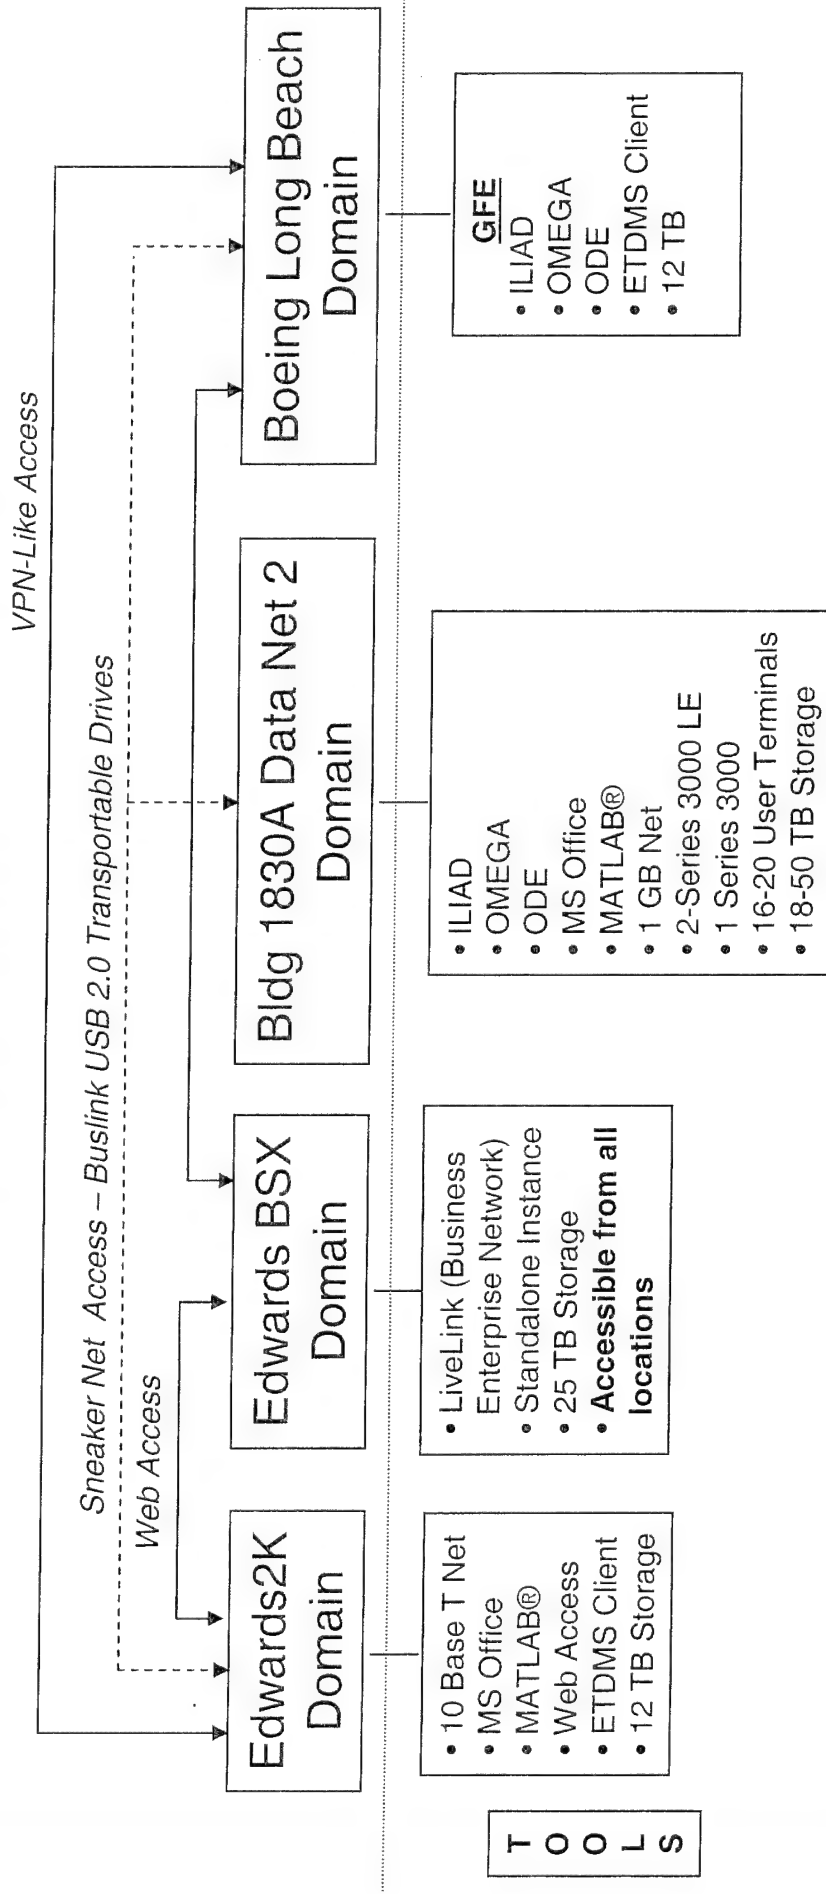 VPN-Like Access
Sneaker Net Access – Buslink USB 2.0 Transportable Drives
Web Access
Edwards2K
Domain
Edwards BSX
Domain
Bldg 1830A Data Net 2
Domain
Boeing Long Beach
Domain
T
O
O
L
S
• 10 Base T Net
• MS Office
• MATLAB®
• Web Access
• ETDMS Client
• 12 TB Storage
• LiveLink (Business
Enterprise Network)
• Standalone Instance
• 25 TB Storage
• Accessible from all
locations
• ILIAD
• OMEGA
• ODE
• MS Office
• MATLAB®
• 1 GB Net
• 2-Series 3000 LE
• 1 Series 3000
• 16-20 User Terminals
• 18-50 TB Storage
GFE
• ILIAD
• OMEGA
• ODE
• ETDMS Client
• 12 TB